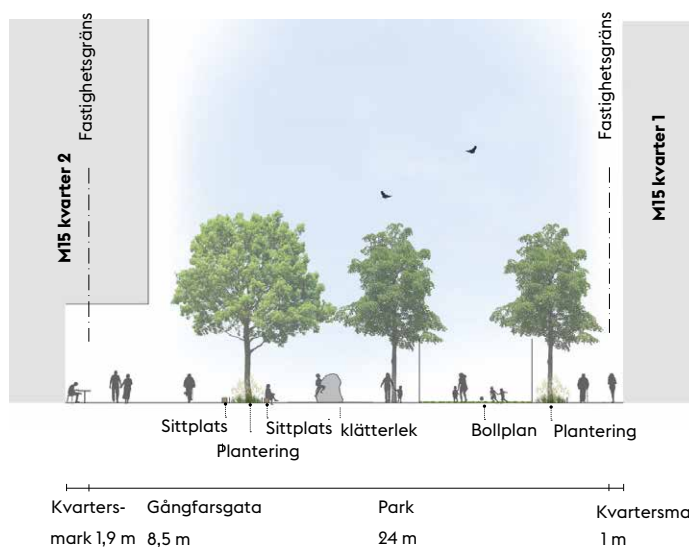 Fastighetsgräns
M15 kvarter 2
Fastighetsgräns
M15 kvarter 1
Sittplats
Plantering
Sittplats
klätterlek
Bollplan
Plantering
Kvarters-
mark 1,9 m
Gångfarsgata
8,5 m
Park
24 m
Kvartersma
1 m